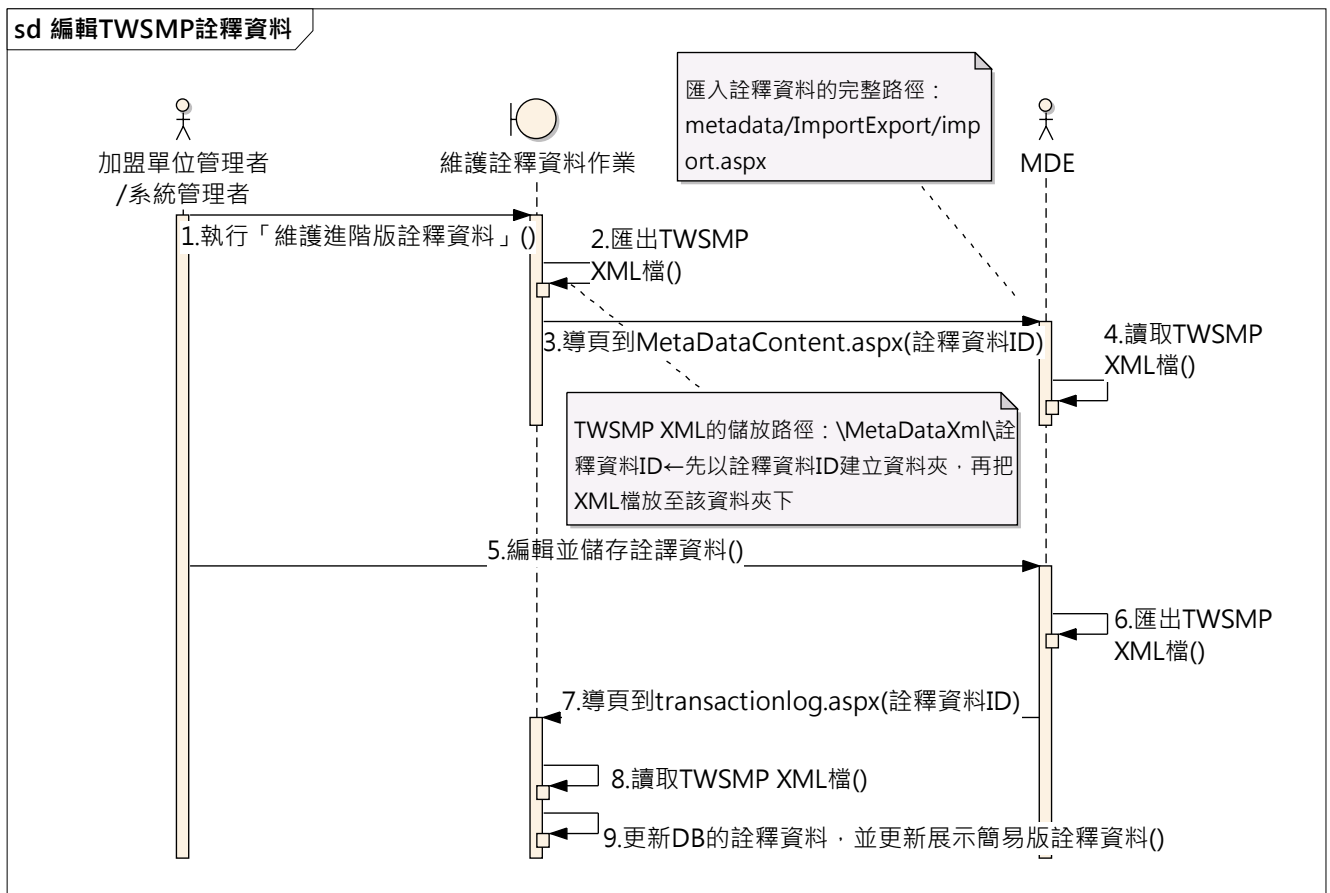 sd 編輯TWSMP詮釋資料
匯入詮釋資料的完整路徑：
metadata/ImportExport/imp
ort.aspx
加盟單位管理者
/系統管理者
維護詮釋資料作業
MDE
1.執行「維護進階版詮釋資料」()
2.匯出TWSMP
XML檔()
3.導頁到MetaDataContent.aspx(詮釋資料ID)
4.讀取TWSMP
XML檔()
TWSMP XML的儲放路徑：\MetaDataXml\詮
釋資料ID←先以詮釋資料ID建立資料夾，再把
XML檔放至該資料夾下
5.編輯並儲存詮譯資料()
6.匯出TWSMP
XML檔()
7.導頁到transactionlog.aspx(詮釋資料ID)
8.讀取TWSMP XML檔()
9.更新DB的詮釋資料，並更新展示簡易版詮釋資料()